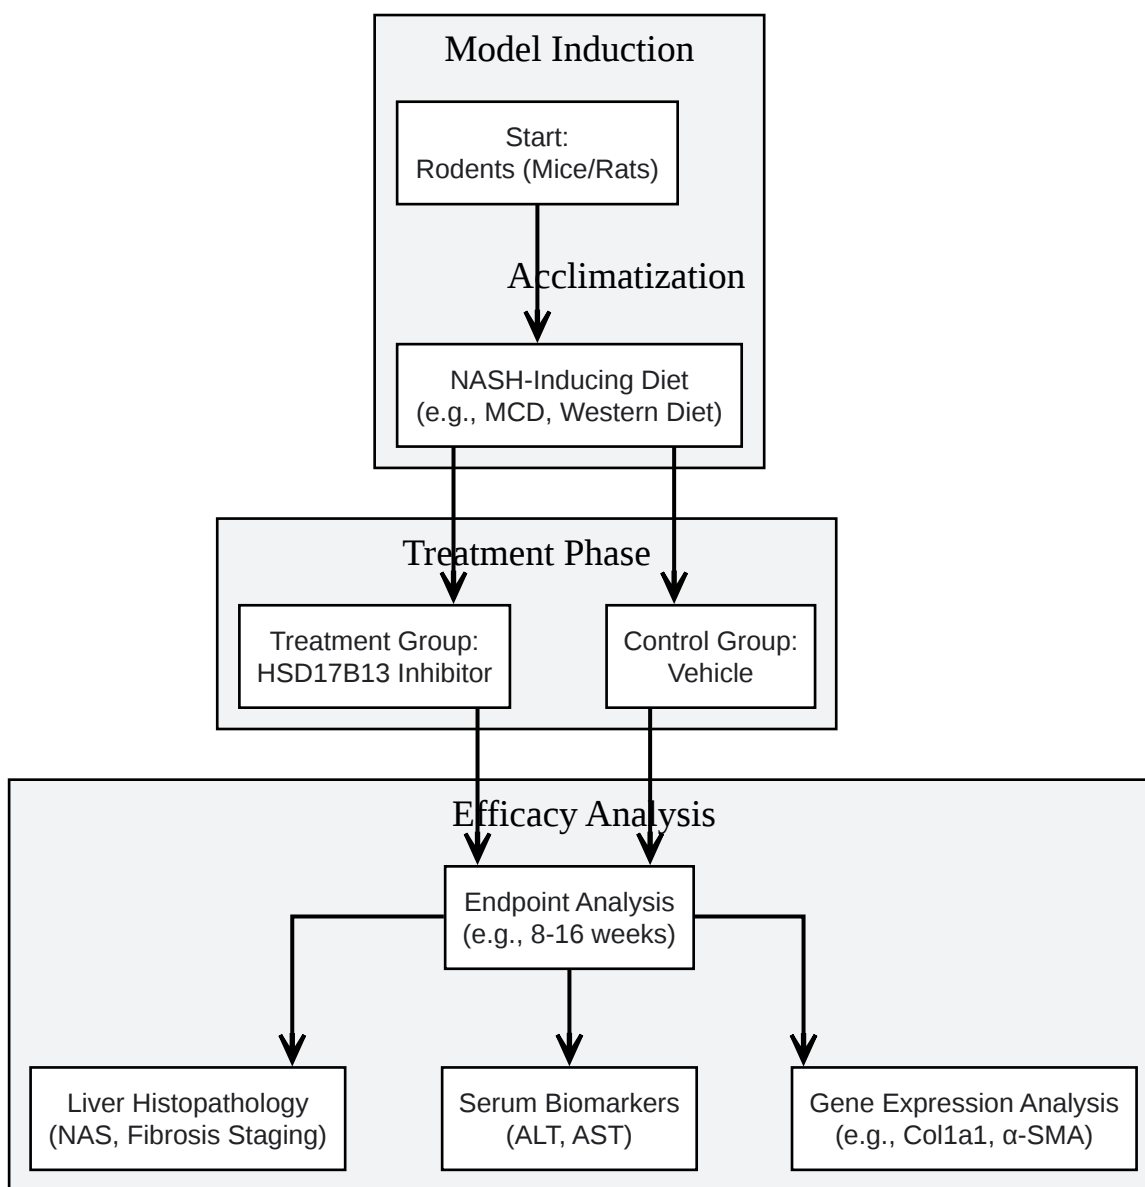 Model Induction
Start:
Rodents (Mice/Rats)
Acclimatization
NASH-Inducing Diet
(e.g., MCD, Western Diet)
Treatment Phase
Treatment Group:
HSD17B13 Inhibitor
Control Group:
Vehicle
Efficacy Analysis
Endpoint Analysis
(e.g., 8-16 weeks)
Liver Histopathology
(NAS, Fibrosis Staging)
Serum Biomarkers
(ALT, AST)
Gene Expression Analysis
(e.g., Col1a1, α-SMA)